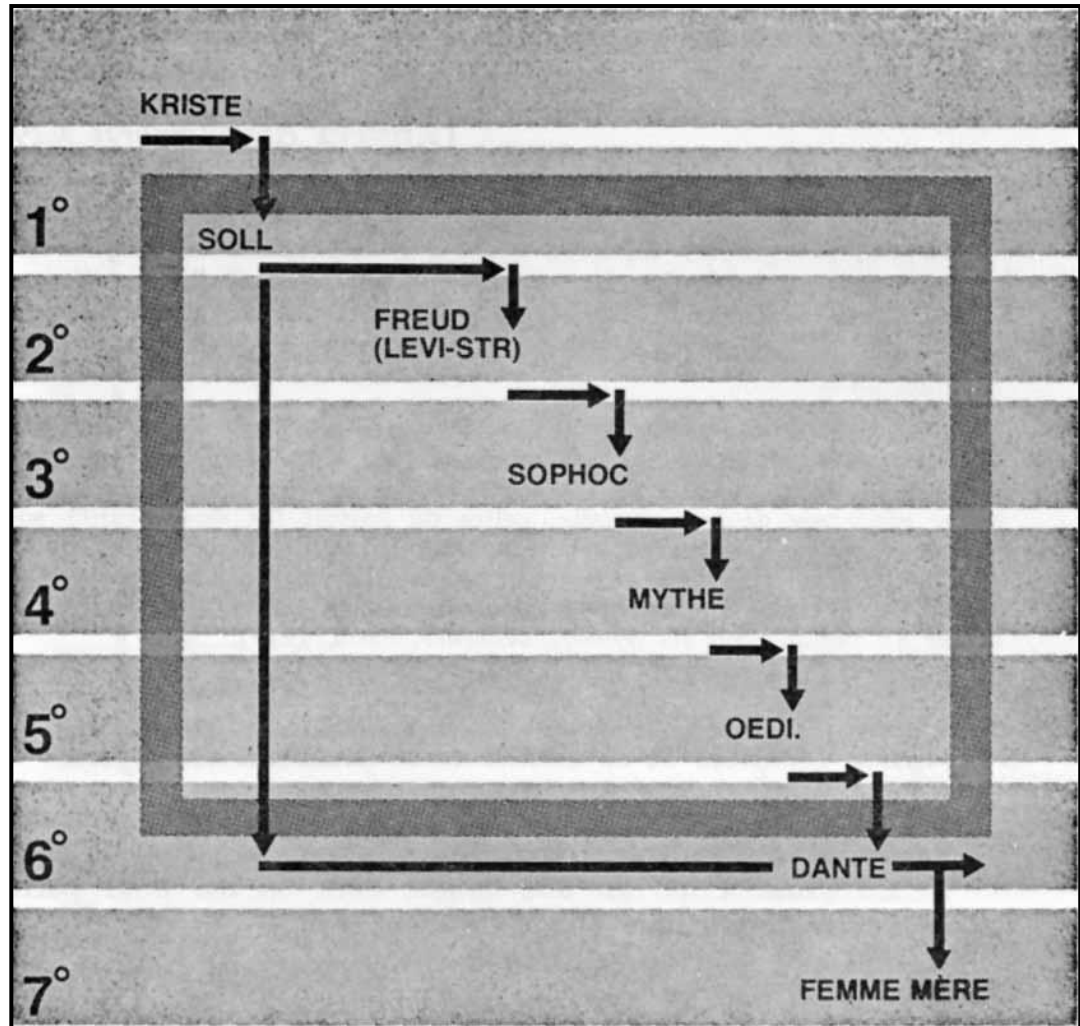 KRISTE
1°
SOLL
FREUD
2°
(LEVI-STR)
3°
SOPHOC
4°
MYTHE
5°
OEDI.
6°
DANTE
7°
FEMME MÈRE